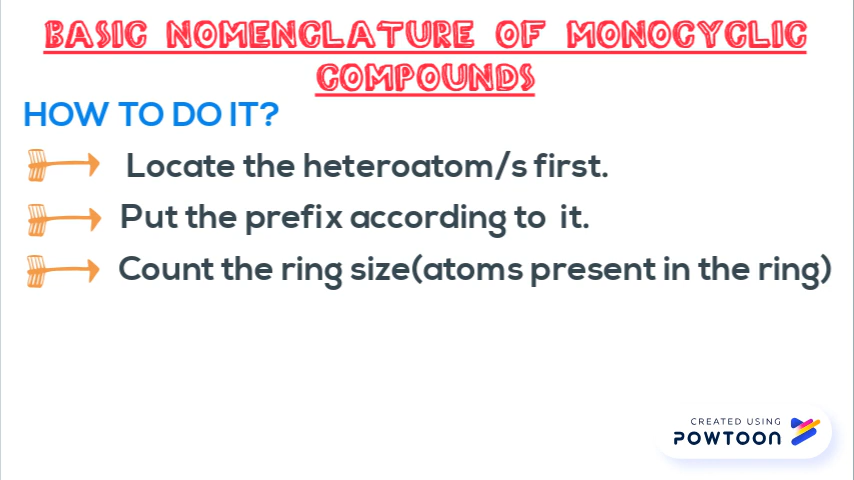 BASIC NOMENCLATURE OF MONOCYCLIC
COMPOUNDS
HOW TO DO IT?
Locate the heteroatom/s first.
Put the prefix according to it.
Count the ring size(atoms present in the ring)
CREATED USING
POWTOON